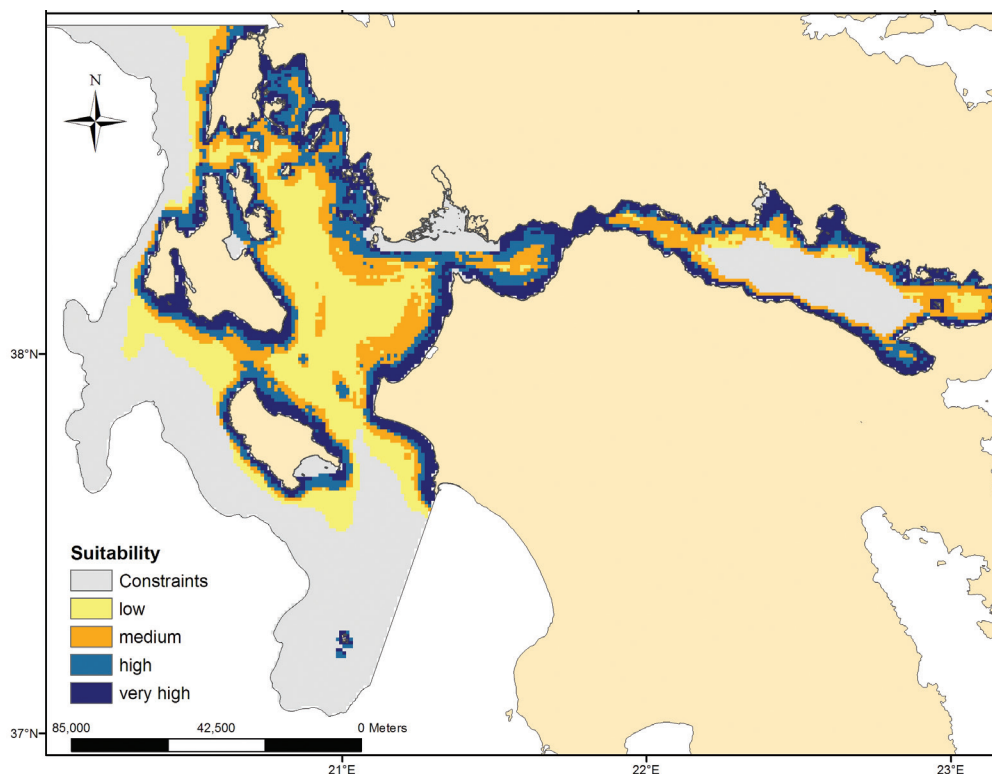 N
38°N
Suitability
Constraints
low
medium
high
very high
85,000 42,500 0 Meters
37°N
21°E 22°E 23°E